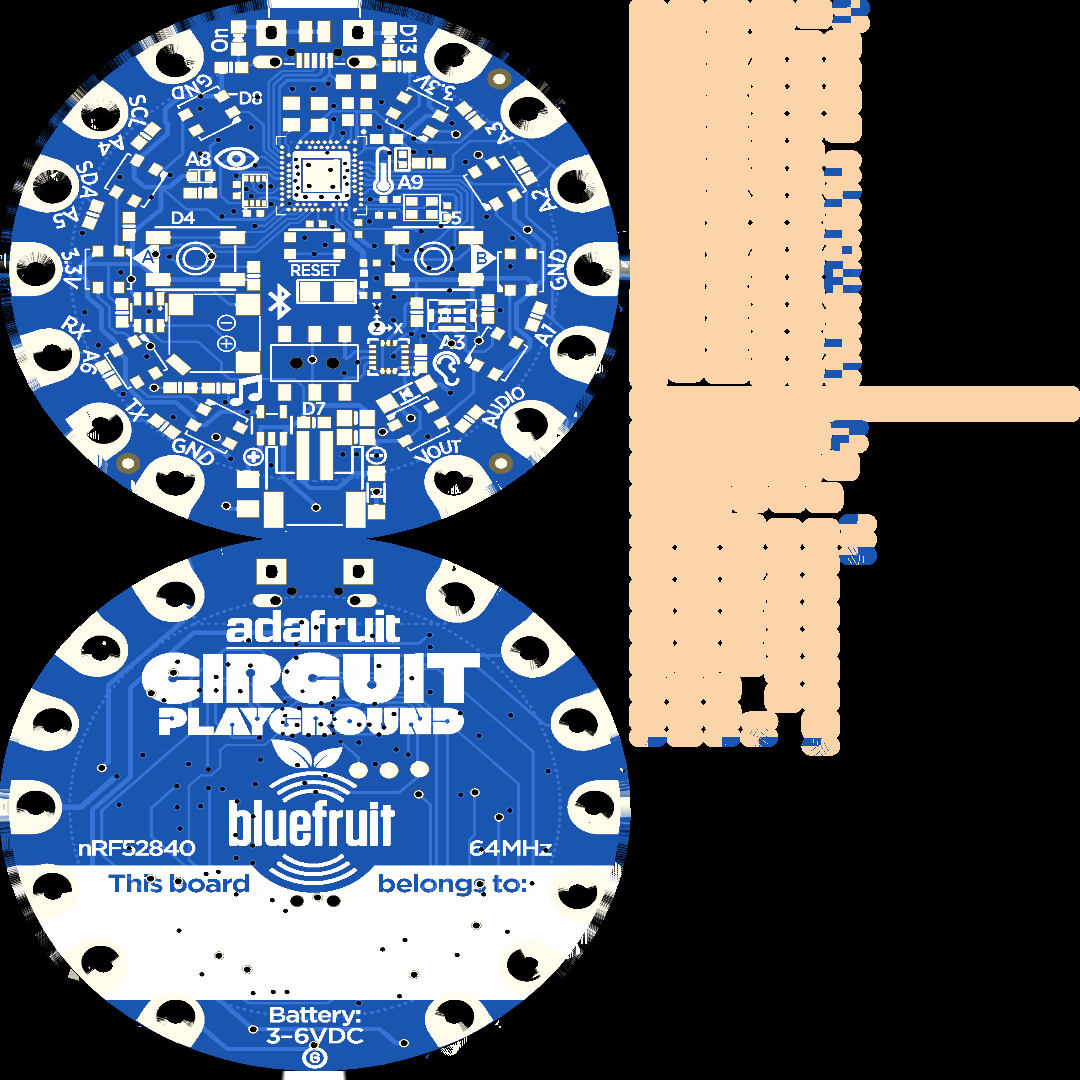 On
D13
GND
D8
3.3V
SCL A4
A3
A8
A9
SDA A5
A2
D4
D5
3.3V
A
B
GND
RESET
RX A6
Z
X
A3
A1
TX
D7
AUDIO
GND
VOUT
adafruit
CIRCUIT
PLAYGROUND
bluefruit
nRF52840
64MHz
This board
belongs to:
Battery:
3-6VDC
G